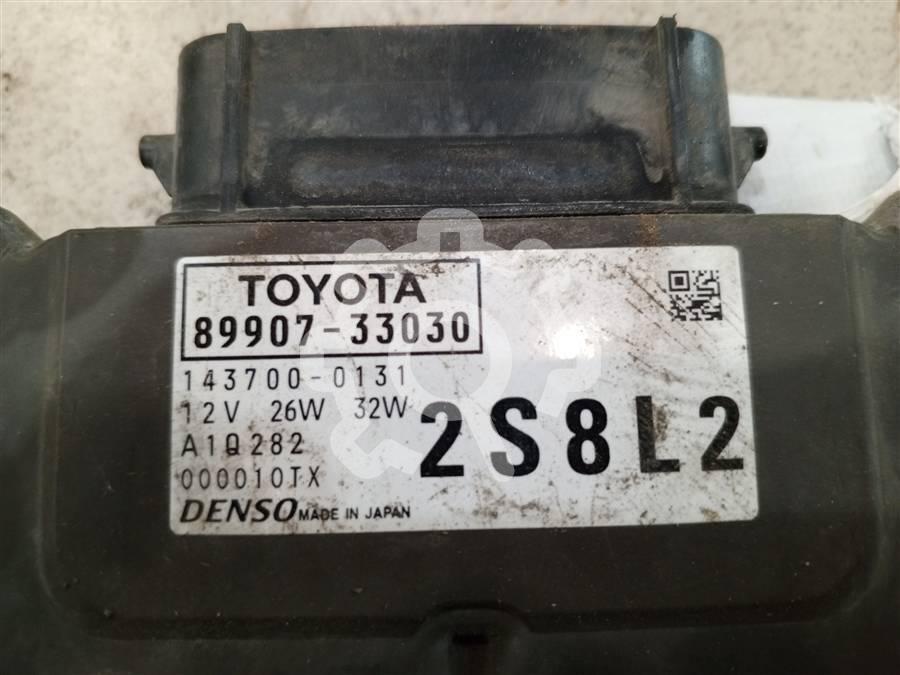 TOYOTA
89907-33030
143700-0131
12V 26W 32W
A1Q282
000010TX
2S8L2
DENSO MADE IN JAPAN